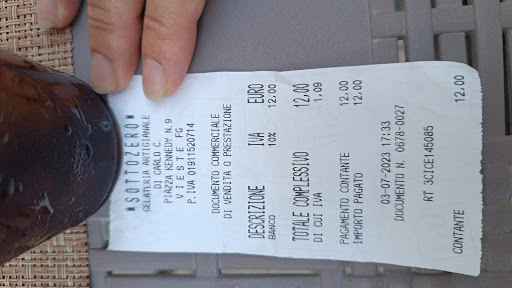 *SOTTOZERO*
GELATERIA ARTIGIANALE
DI CARLO C.
PIAZZA KENNEDY N.9
VIESTE FG
P.IVA 01911520714
DOCUMENTO COMMERCIALE
DI VENDITA O PRESTAZIONE
DESCRIZIONE IVA EURO
BANCO 10% 12,00
TOTALE COMPLESSIVO 12,00
DI CUI IVA 1,09
PAGAMENTO CONTANTE 12,00
IMPORTO PAGATO 12,00
03-07-2023 17:33
DOCUMENTO N. 0678-0027
RT 3CICE145085
CONTANTE 12,00